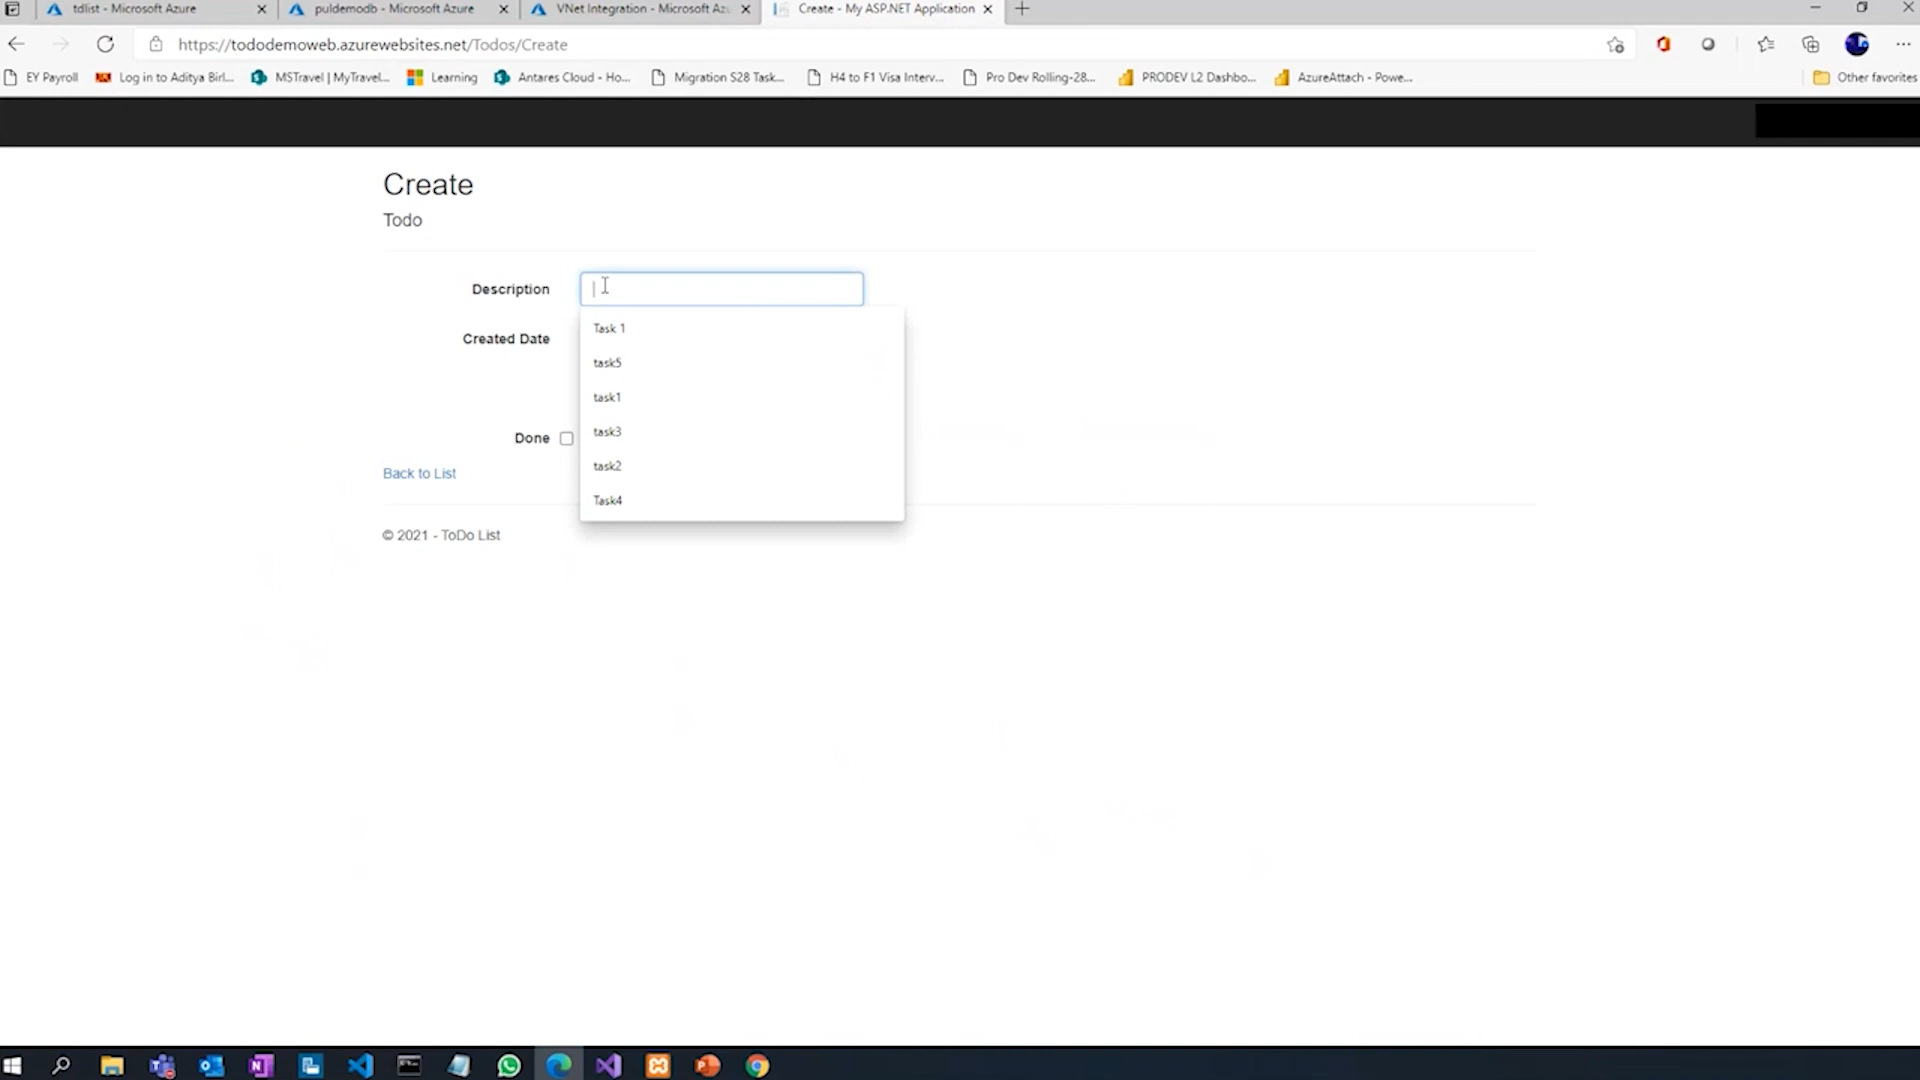 tdlist - Microsoft Azure
puldemodb - Microsoft Azure
VNet Integration - Microsoft Az
Create - My ASP.NET Application
https://tododemoweb.azurewebsites.net/Todos/Create
EY Payroll
Log in to Aditya Birl...
MSTravel | MyTravel...
Learning
Antares Cloud - Ho...
Migration S28 Task...
H4 to F1 Visa Interv...
Pro Dev Rolling-28...
PRODEV L2 Dashbo...
AzureAttach - Powe...
Other favorites
Create
Todo
Description
Task 1
task5
task1
task3
task2
Task4
Created Date
Done
Back to List
© 2021 - ToDo List